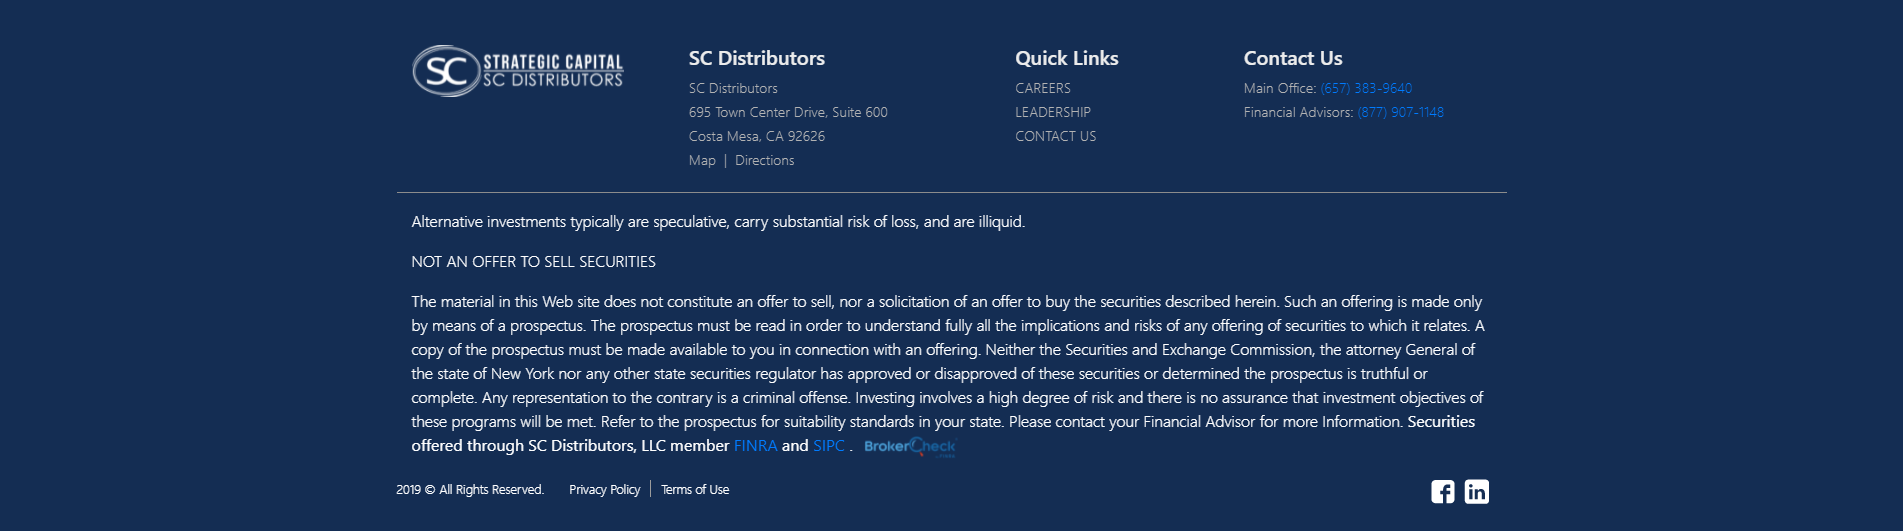 SC STRATEGIC CAPITAL
SC DISTRIBUTORS
SC Distributors
SC Distributors
695 Town Center Drive, Suite 600
Costa Mesa, CA 92626
Map | Directions
Quick Links
CAREERS
LEADERSHIP
CONTACT US
Contact Us
Main Office: (657) 383-9640
Financial Advisors: (877) 907-1148
Alternative investments typically are speculative, carry substantial risk of loss, and are illiquid.
NOT AN OFFER TO SELL SECURITIES
The material in this Web site does not constitute an offer to sell, nor a solicitation of an offer to buy the securities described herein. Such an offering is made only
by means of a prospectus. The prospectus must be read in order to understand fully all the implications and risks of any offering of securities to which it relates. A
copy of the prospectus must be made available to you in connection with an offering. Neither the Securities and Exchange Commission, the attorney General of
the state of New York nor any other state securities regulator has approved or disapproved of these securities or determined the prospectus is truthful or
complete. Any representation to the contrary is a criminal offense. Investing involves a high degree of risk and there is no assurance that investment objectives of
these programs will be met. Refer to the prospectus for suitability standards in your state. Please contact your Financial Advisor for more Information. Securities
offered through SC Distributors, LLC member FINRA and SIPC . BrokerCheck
2019 © All Rights Reserved. Privacy Policy | Terms of Use